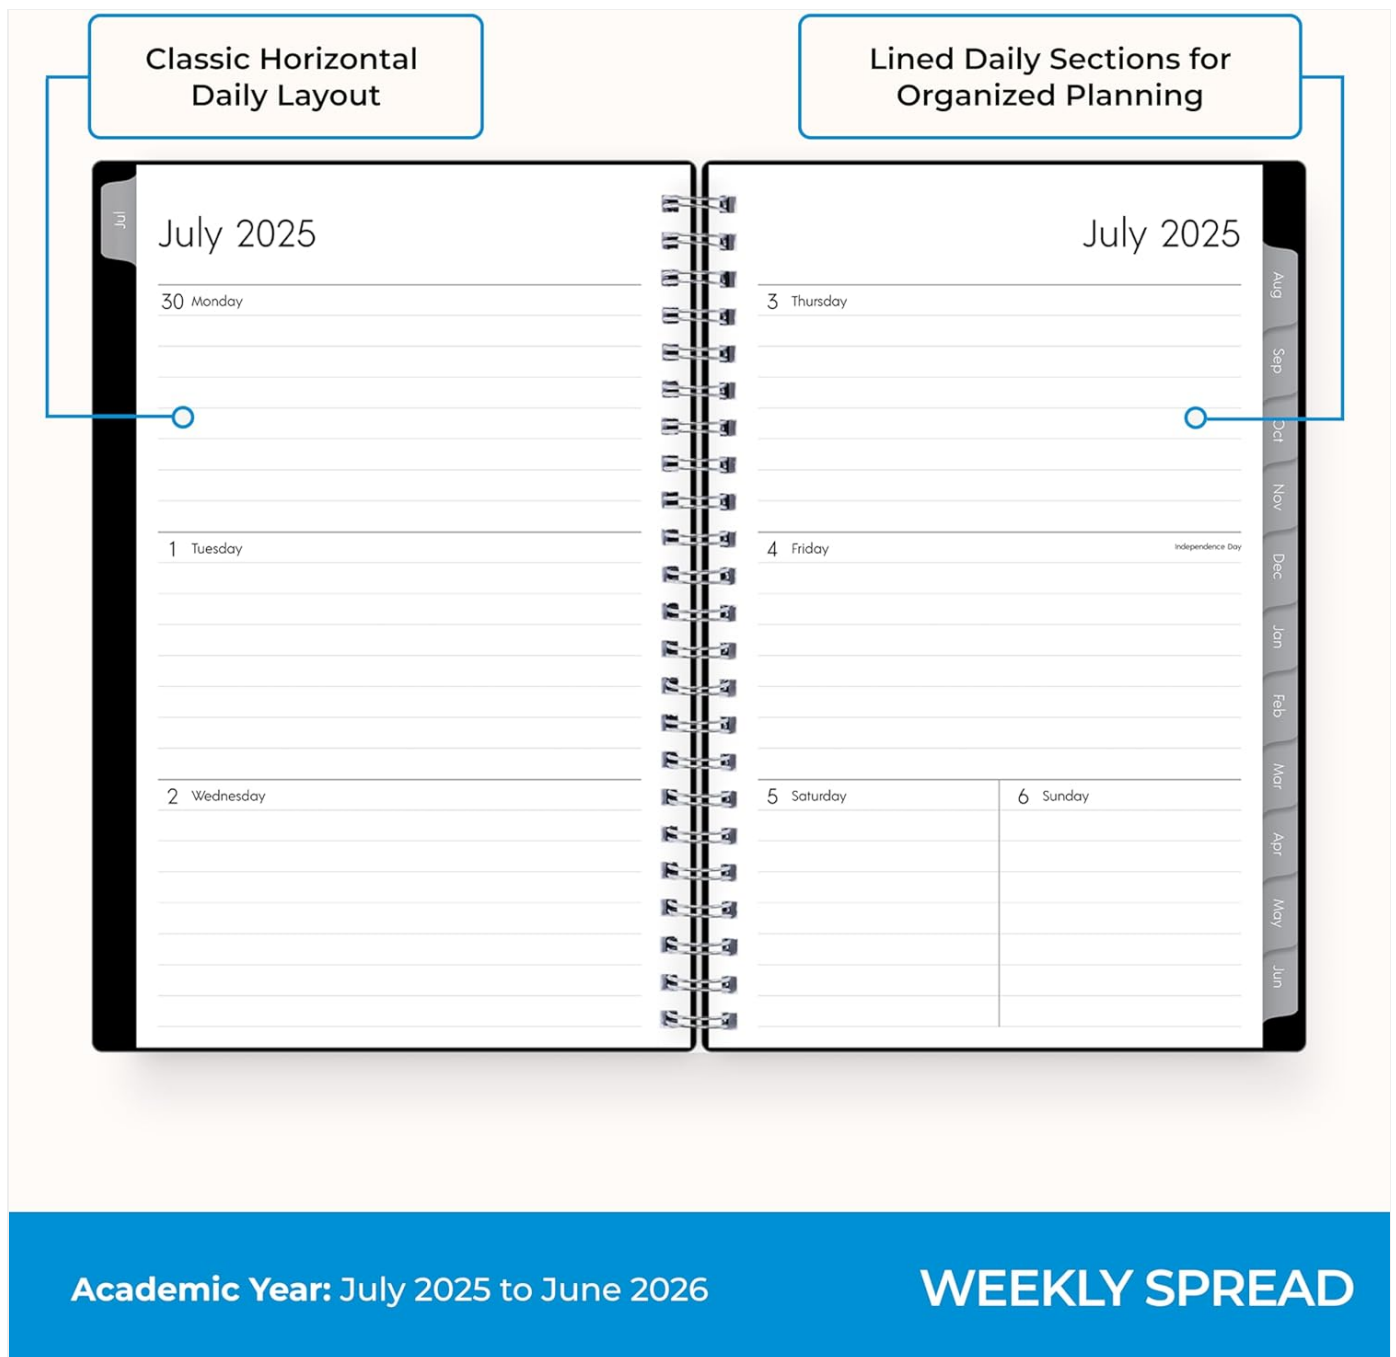 Classic Horizontal
Daily Layout
Lined Daily Sections for
Organized Planning
Jul
July 2025
30 Monday
1 Tuesday
2 Wednesday
July 2025
3 Thursday
4 Friday
Independence Day
5 Saturday
6 Sunday
Aug
Sep
Oct
Nov
Dec
Jan
Feb
Mar
Apr
May
Jun
Academic Year: July 2025 to June 2026
WEEKLY SPREAD